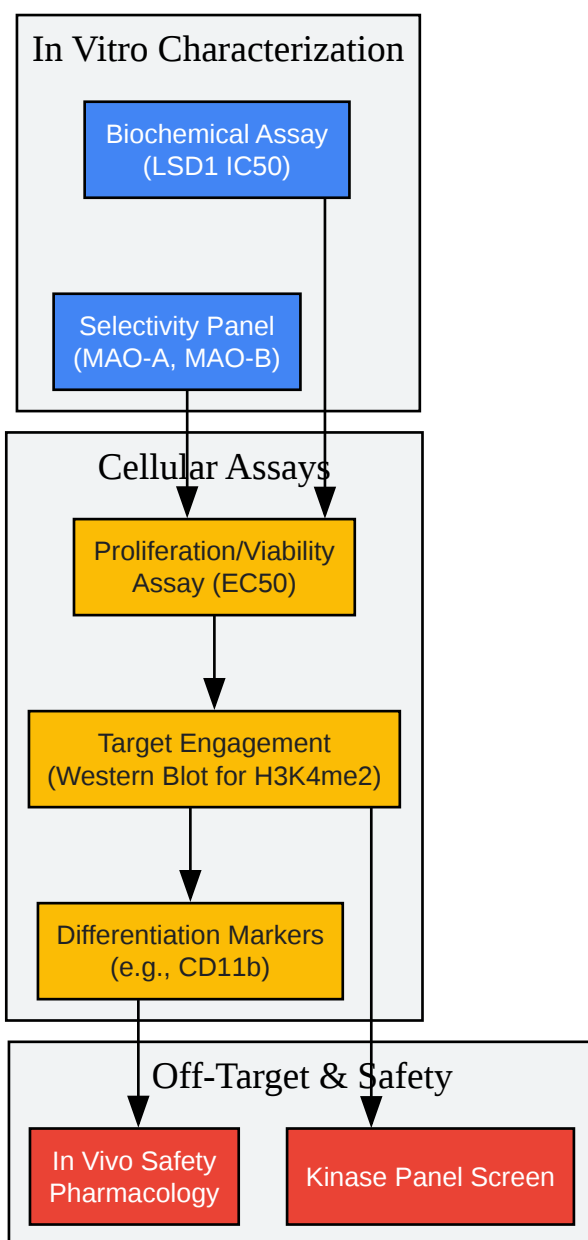 In Vitro Characterization
Biochemical Assay
(LSD1 IC50)
Selectivity Panel
(MAO-A, MAO-B)
Cellular Assays
Proliferation/Viability
Assay (EC50)
Target Engagement
(Western Blot for H3K4me2)
Differentiation Markers
(e.g., CD11b)
Off-Target & Safety
In Vivo Safety
Pharmacology
Kinase Panel Screen